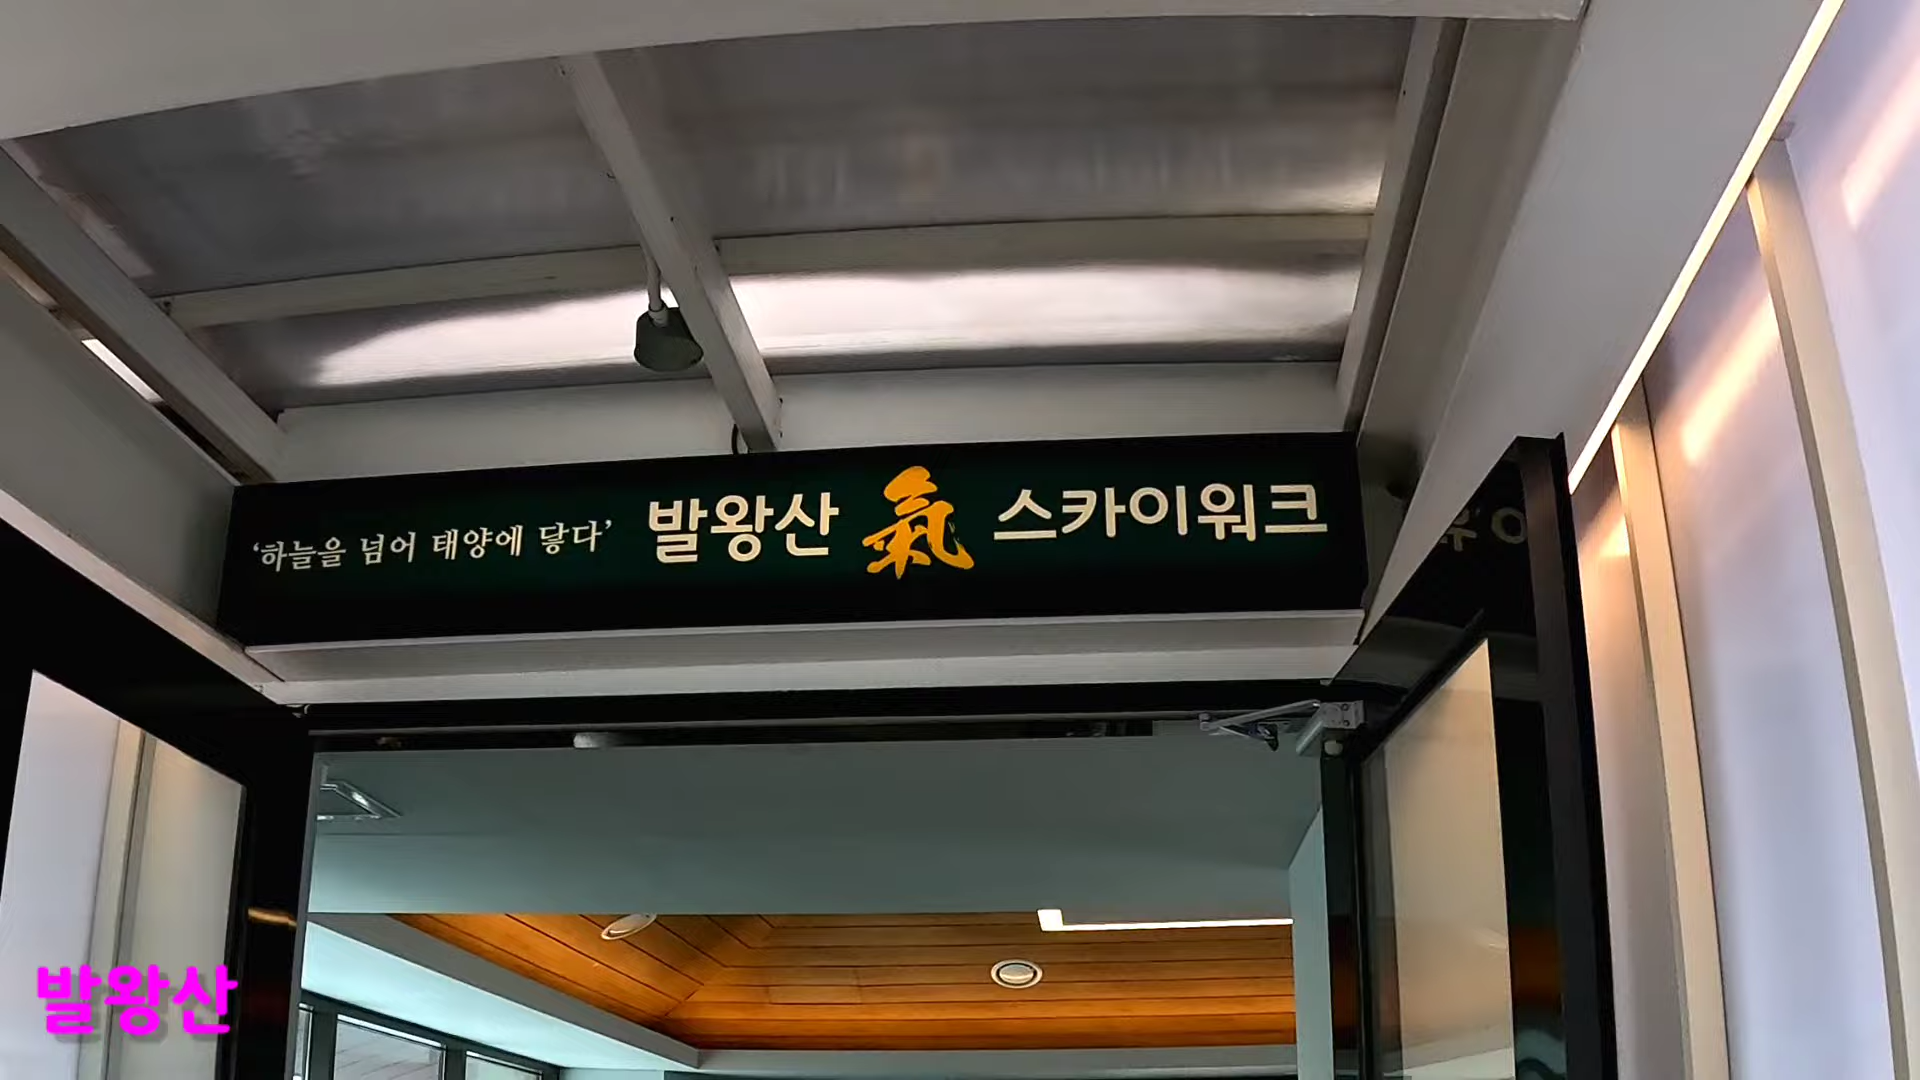 '하늘을 넘어 태양에 닿다' 발왕산 氣 스카이워크
발왕산